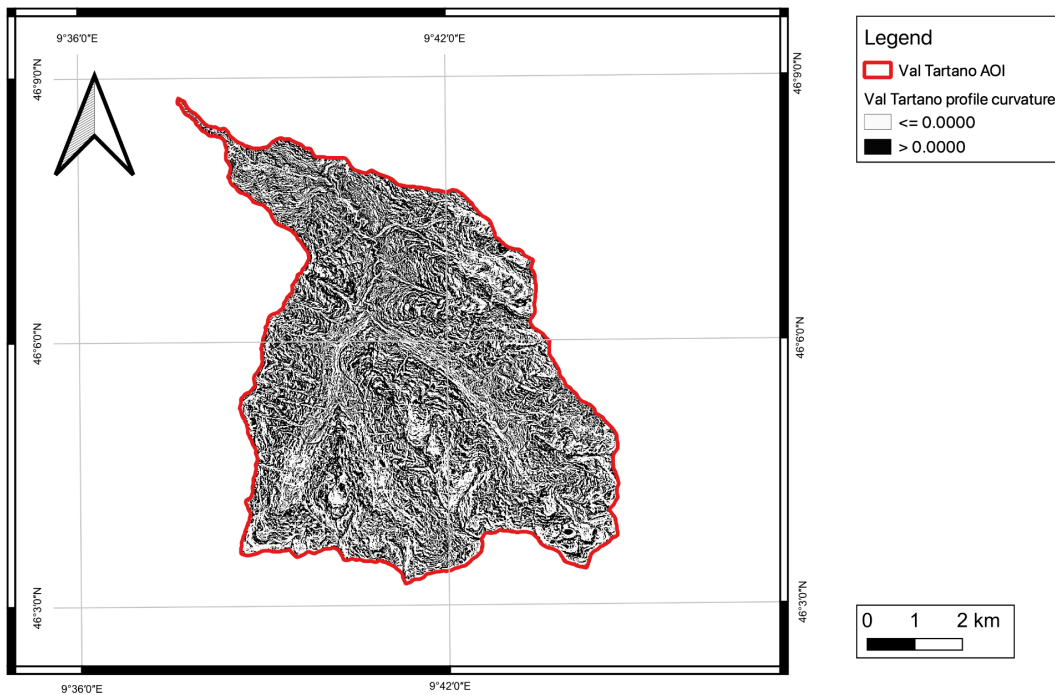 9°36'0"E
9°42'0"E
46°9'0"N
46°9'0"N
46°6'0"N
46°6'0"N
46°3'0"N
46°3'0"N
9°36'0"E
9°42'0"E
Legend
Val Tartano AOI
Val Tartano profile curvature
<= 0.0000
> 0.0000
0 1 2 km